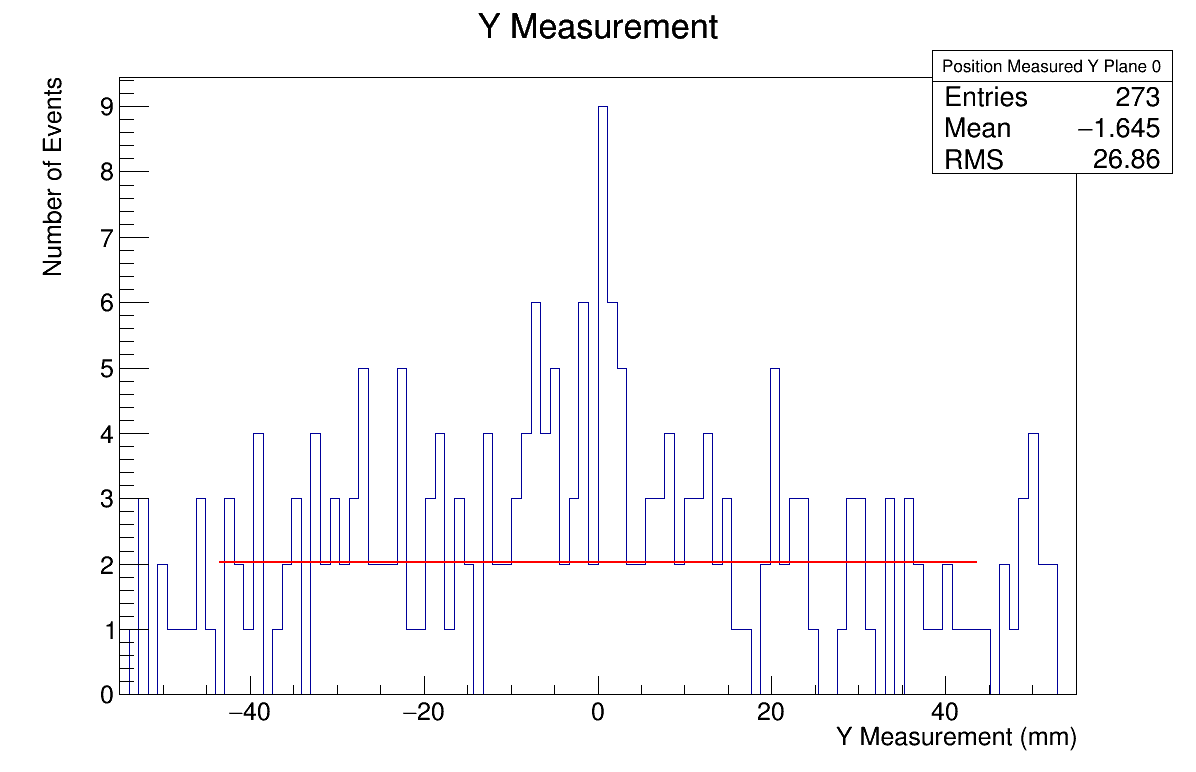 Y Measurement
Position Measured Y Plane 0
Entries 273
Mean −1.645
RMS 26.86
Number of Events
9
8
7
6
5
4
3
2
1
0
−40 −20 0 20 40
Y Measurement (mm)